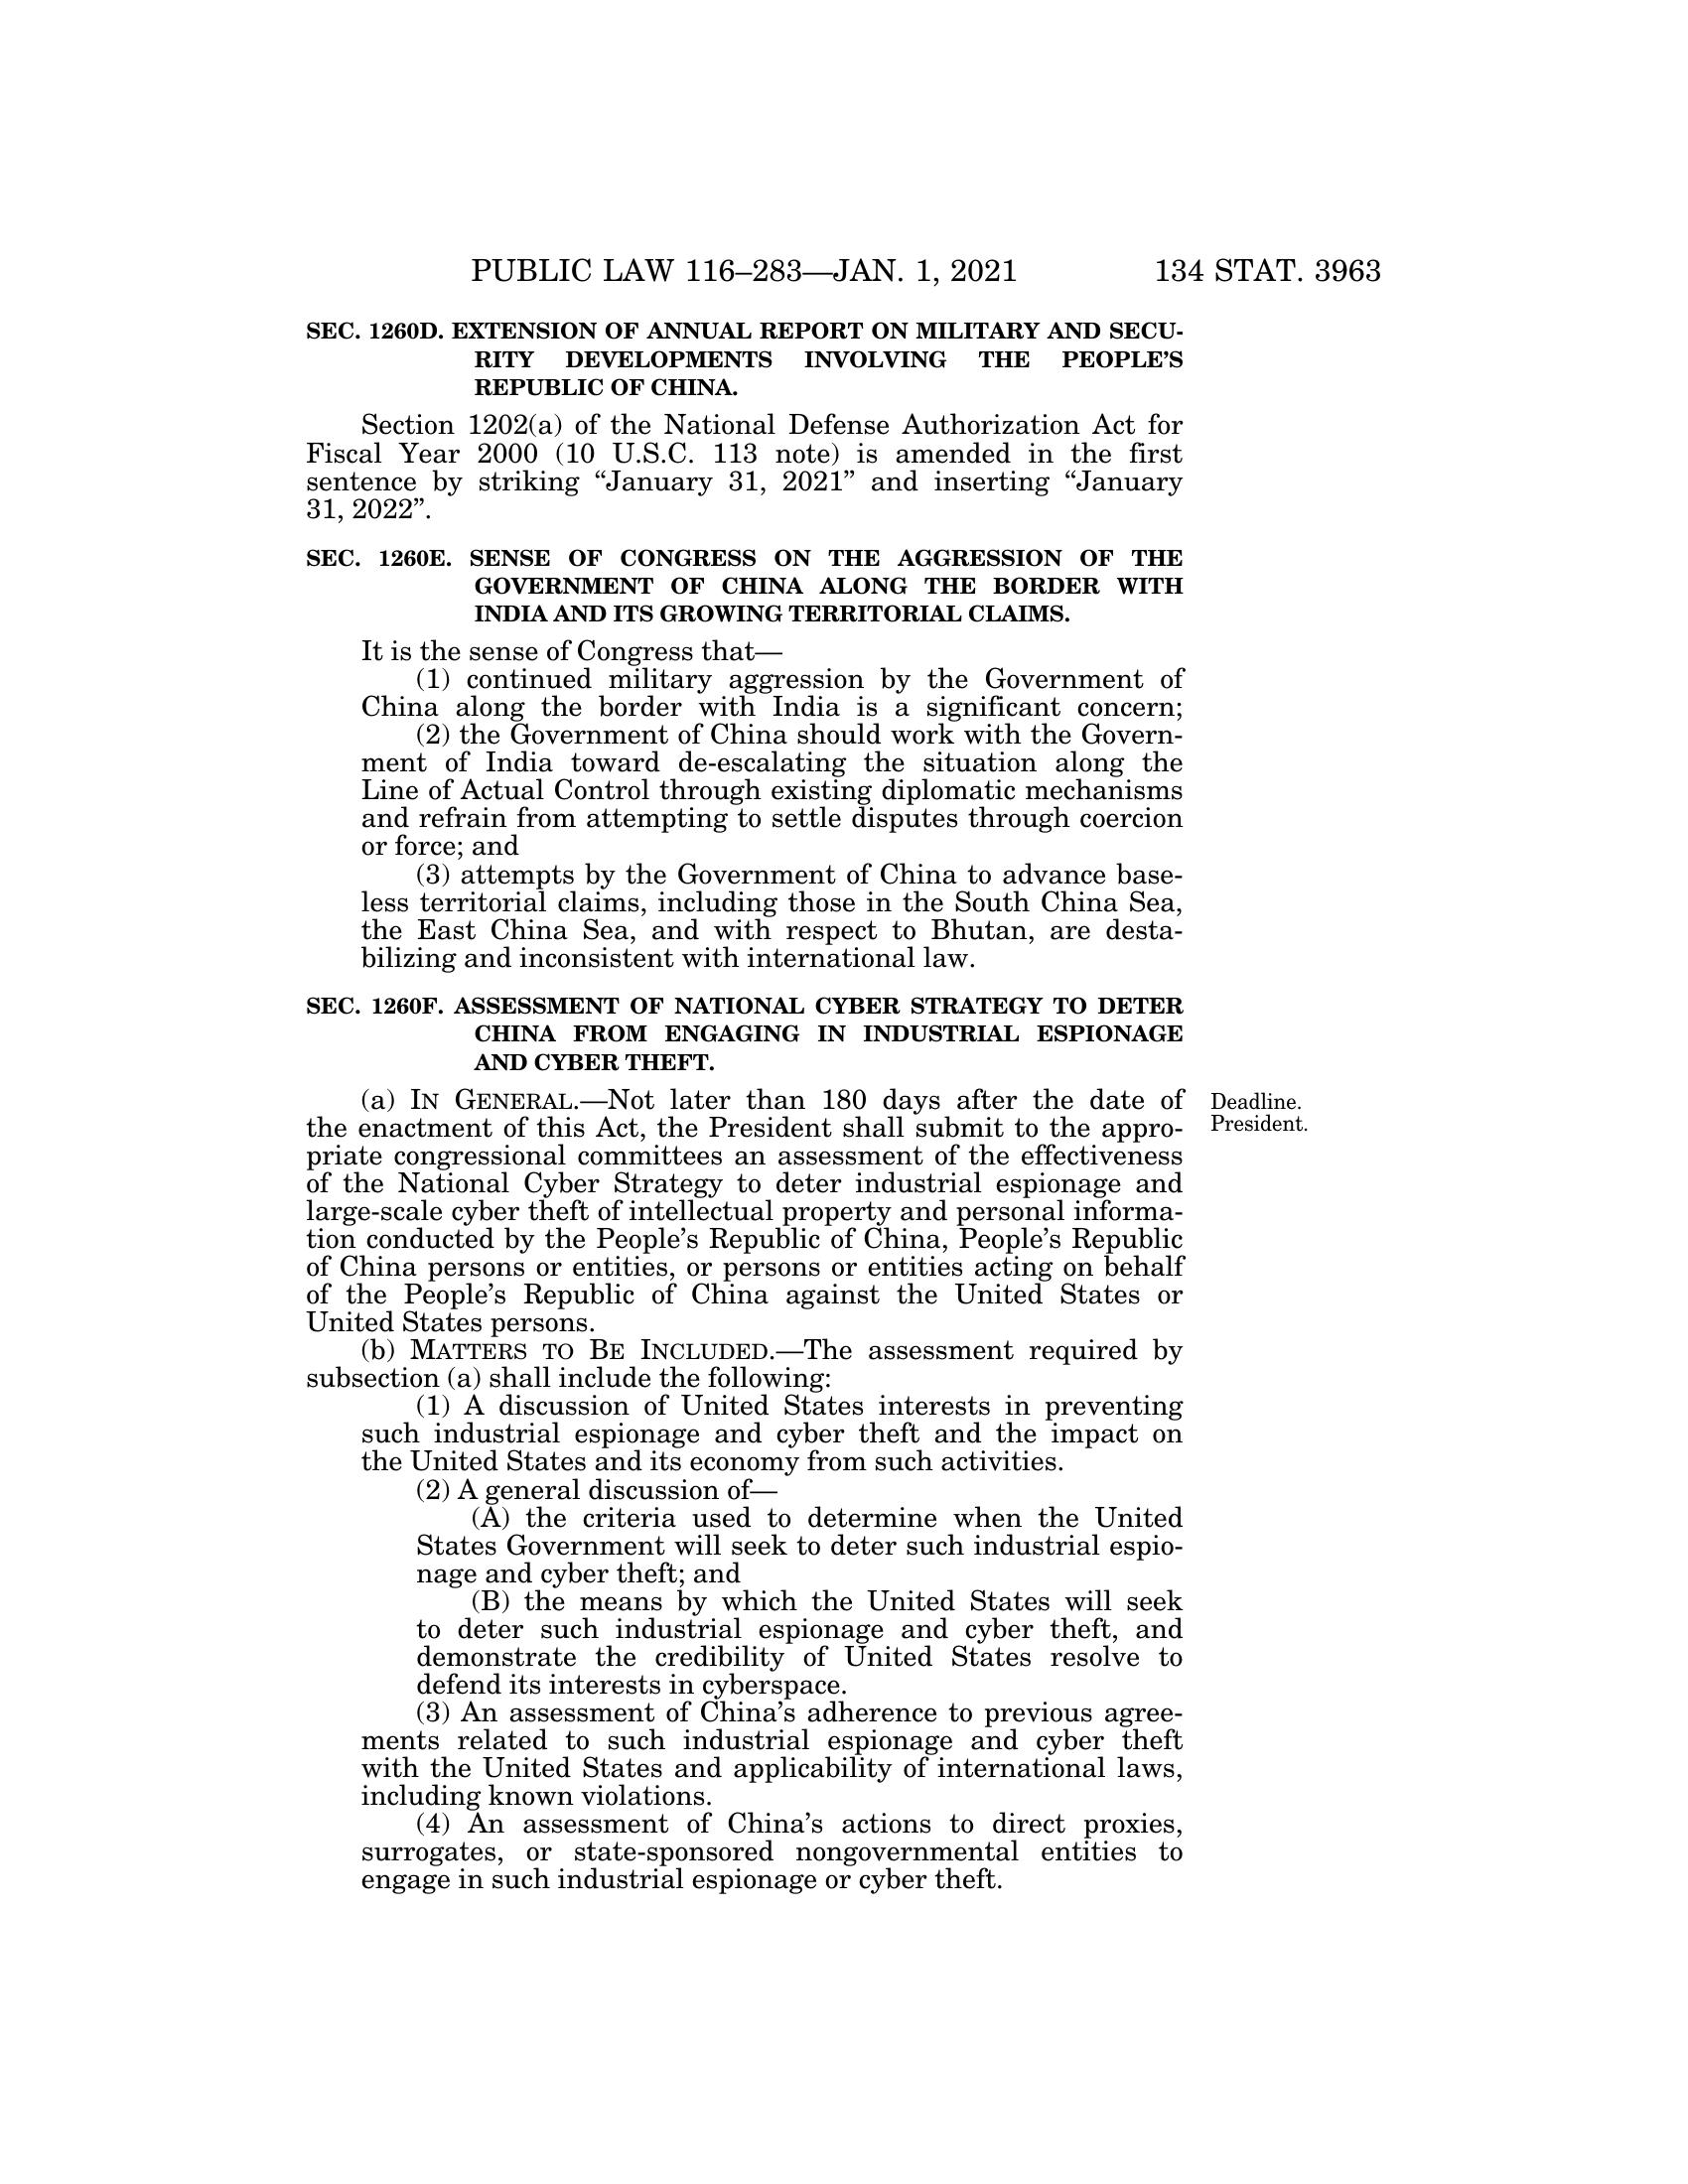 PUBLIC LAW 116–283—JAN. 1, 2021 134 STAT. 3963
SEC. 1260D. EXTENSION OF ANNUAL REPORT ON MILITARY AND SECU-
RITY DEVELOPMENTS INVOLVING THE PEOPLE’S
REPUBLIC OF CHINA.
Section 1202(a) of the National Defense Authorization Act for
Fiscal Year 2000 (10 U.S.C. 113 note) is amended in the first
sentence by striking “January 31, 2021” and inserting “January
31, 2022”.
SEC. 1260E. SENSE OF CONGRESS ON THE AGGRESSION OF THE
GOVERNMENT OF CHINA ALONG THE BORDER WITH
INDIA AND ITS GROWING TERRITORIAL CLAIMS.
It is the sense of Congress that—
(1) continued military aggression by the Government of
China along the border with India is a significant concern;
(2) the Government of China should work with the Govern-
ment of India toward de-escalating the situation along the
Line of Actual Control through existing diplomatic mechanisms
and refrain from attempting to settle disputes through coercion
or force; and
(3) attempts by the Government of China to advance base-
less territorial claims, including those in the South China Sea,
the East China Sea, and with respect to Bhutan, are desta-
bilizing and inconsistent with international law.
SEC. 1260F. ASSESSMENT OF NATIONAL CYBER STRATEGY TO DETER
CHINA FROM ENGAGING IN INDUSTRIAL ESPIONAGE
AND CYBER THEFT.
(a) IN GENERAL.—Not later than 180 days after the date of
the enactment of this Act, the President shall submit to the appro-
priate congressional committees an assessment of the effectiveness
of the National Cyber Strategy to deter industrial espionage and
large-scale cyber theft of intellectual property and personal informa-
tion conducted by the People’s Republic of China, People’s Republic
of China persons or entities, or persons or entities acting on behalf
of the People’s Republic of China against the United States or
United States persons.
(b) MATTERS TO BE INCLUDED.—The assessment required by
subsection (a) shall include the following:
(1) A discussion of United States interests in preventing
such industrial espionage and cyber theft and the impact on
the United States and its economy from such activities.
(2) A general discussion of—
(A) the criteria used to determine when the United
States Government will seek to deter such industrial espio-
nage and cyber theft; and
(B) the means by which the United States will seek
to deter such industrial espionage and cyber theft, and
demonstrate the credibility of United States resolve to
defend its interests in cyberspace.
(3) An assessment of China’s adherence to previous agree-
ments related to such industrial espionage and cyber theft
with the United States and applicability of international laws,
including known violations.
(4) An assessment of China’s actions to direct proxies,
surrogates, or state-sponsored nongovernmental entities to
engage in such industrial espionage or cyber theft.
Deadline.
President.